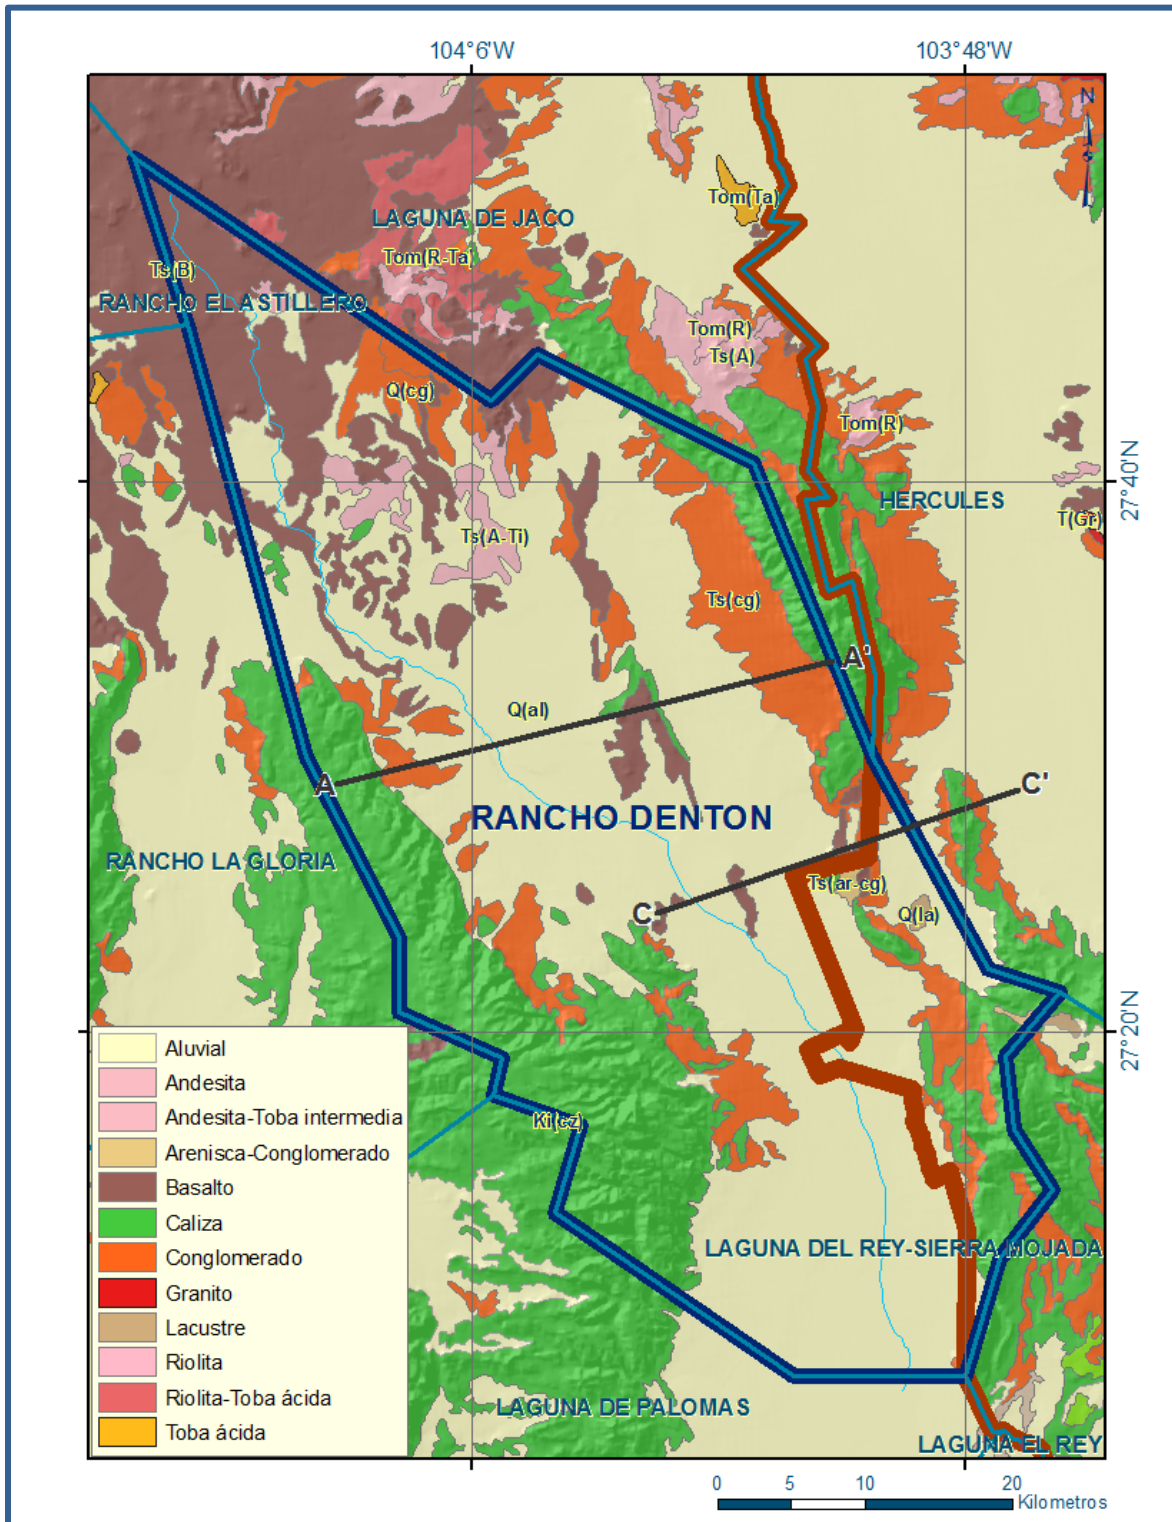 104°6'W
103°48'W
N
Tom(Ta)
LAGUNA DE JACO
Tom(R-Ta)
Ts(B)
RANCHO EL ASTILLERO
Tom(R)
Ts(A)
Q(cg)
Tom(R)
27°40'N
HERCULES
T(Gr)
Ts(A-Ti)
Ts(cg)
A'
Q(al)
A
C'
RANCHO DENTON
RANCHO LA GLORIA
Ts(ar-cg)
C
Q(la)
27°20'N
Aluvial
Andesita
Andesita-Toba intermedia
Arenisca-Conglomerado
Basalto
Caliza
Conglomerado
Granito
Lacustre
Riolita
Riolita-Toba ácida
Toba ácida
Ki(cz)
LAGUNA DEL REY-SIERRA MOJADA
LAGUNA DE PALOMAS
LAGUNA EL REY
0 5 10 20
Kilometros